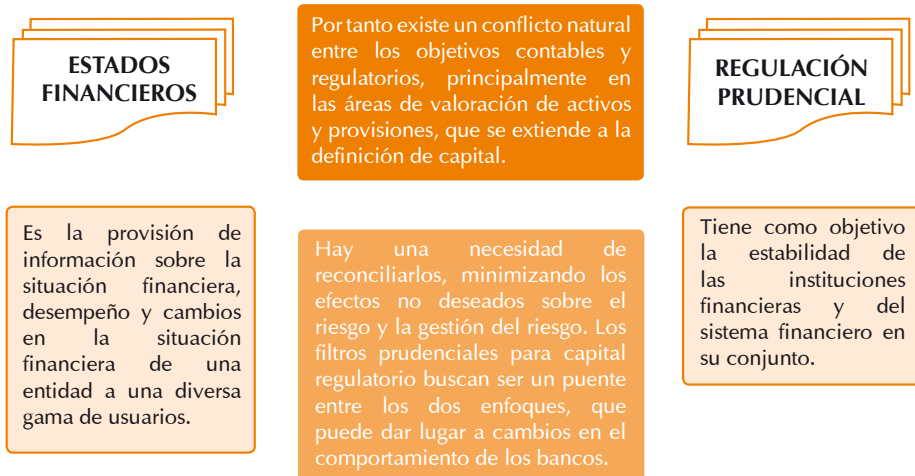 ESTADOS
FINANCIEROS
Es la provisión de
información sobre la
situación financiera,
desempeño y cambios
en la situación
financiera de una
entidad a una diversa
gama de usuarios.
Por tanto existe un conflicto natural
entre los objetivos contables y
regulatorios, principalmente en
las áreas de valoración de activos
y provisiones, que se extiende a la
definición de capital.
Hay una necesidad de
reconciliarlos, minimizando los
efectos no deseados sobre el
riesgo y la gestión del riesgo. Los
filtros prudenciales para capital
regulatorio buscan ser un puente
entre los dos enfoques, que
puede dar lugar a cambios en el
comportamiento de los bancos.
REGULACIÓN
PRUDENCIAL
Tiene como objetivo
la estabilidad de
las instituciones
financieras y del
sistema financiero en
su conjunto.